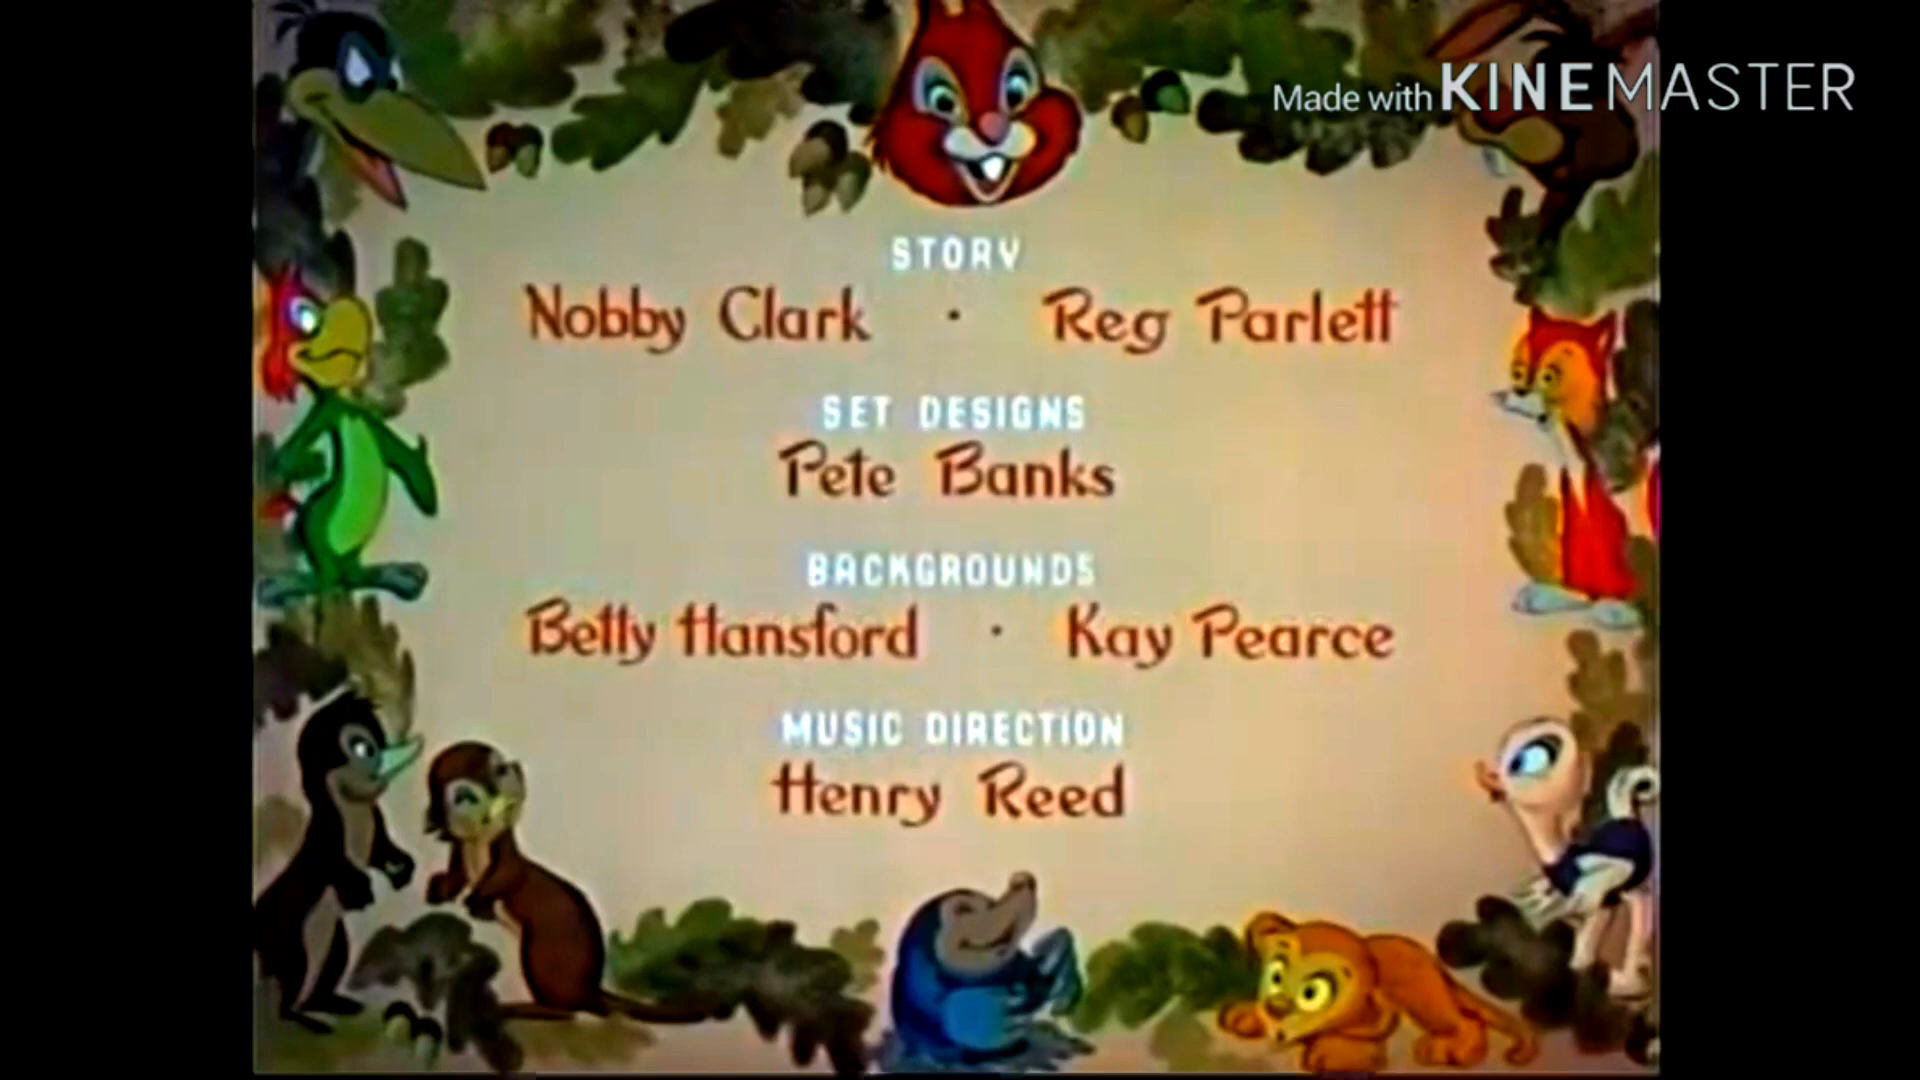 Made with KINEMASTER
STORY
Nobby Clark · Reg Parlett
SET DESIGNS
Pete Banks
BACKGROUNDS
Betty Hansford · Kay Pearce
MUSIC DIRECTION
Henry Reed